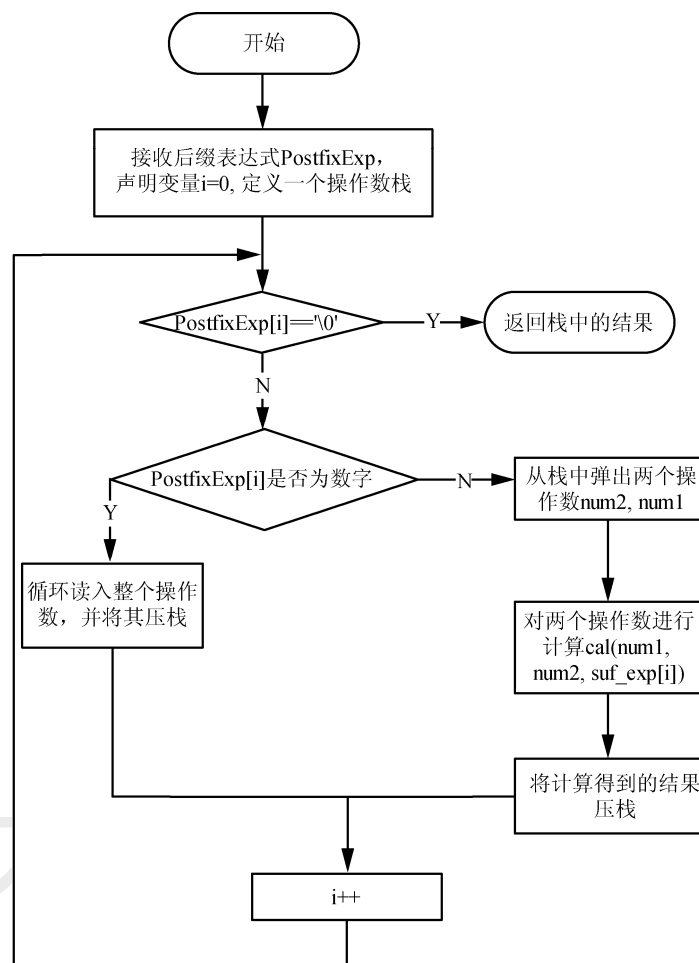 开始
接收后缀表达式PostfixExp，
声明变量i=0, 定义一个操作数栈
PostfixExp[i]=='\0'
Y
返回栈中的结果
N
PostfixExp[i]是否为数字
N
从栈中弹出两个操
作数num2, num1
Y
循环读入整个操作
数，并将其压栈
对两个操作数进行
计算cal(num1,
num2, suf_exp[i])
将计算得到的结果
压栈
i++